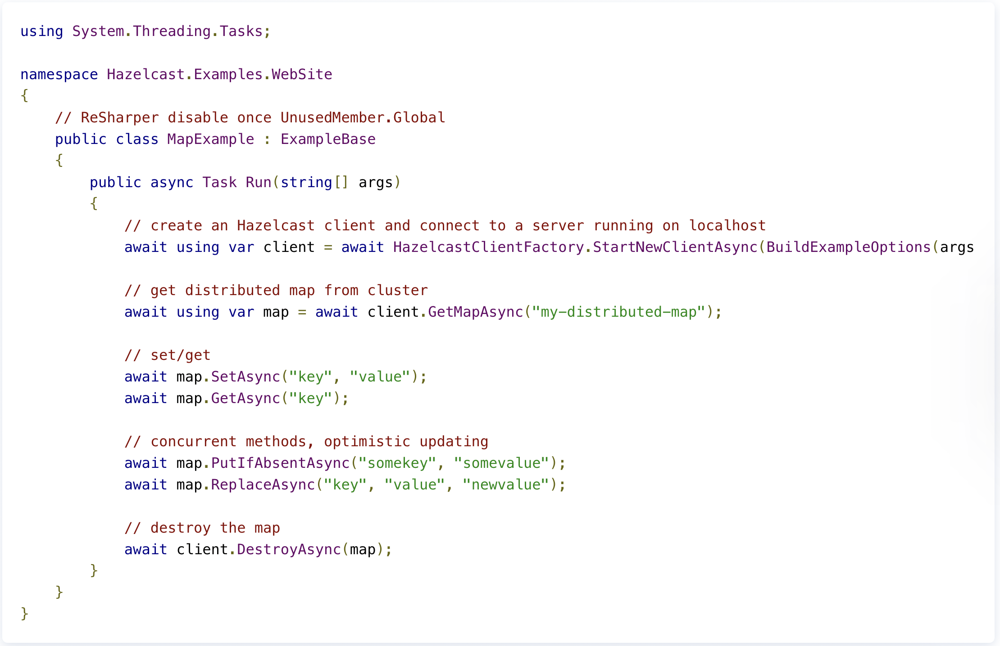 using System.Threading.Tasks;
namespace Hazelcast.Examples.WebSite
{
    // ReSharper disable once UnusedMember.Global
    public class MapExample : ExampleBase
    {
        public async Task Run(string[] args)
        {
            // create an Hazelcast client and connect to a server running on localhost
            await using var client = await HazelcastClientFactory.StartNewClientAsync(BuildExampleOptions(args
            // get distributed map from cluster
            await using var map = await client.GetMapAsync("my-distributed-map");
            // set/get
            await map.SetAsync("key", "value");
            await map.GetAsync("key");
            // concurrent methods, optimistic updating
            await map.PutIfAbsentAsync("somekey", "somevalue");
            await map.ReplaceAsync("key", "value", "newvalue");
            // destroy the map
            await client.DestroyAsync(map);
        }
    }
}